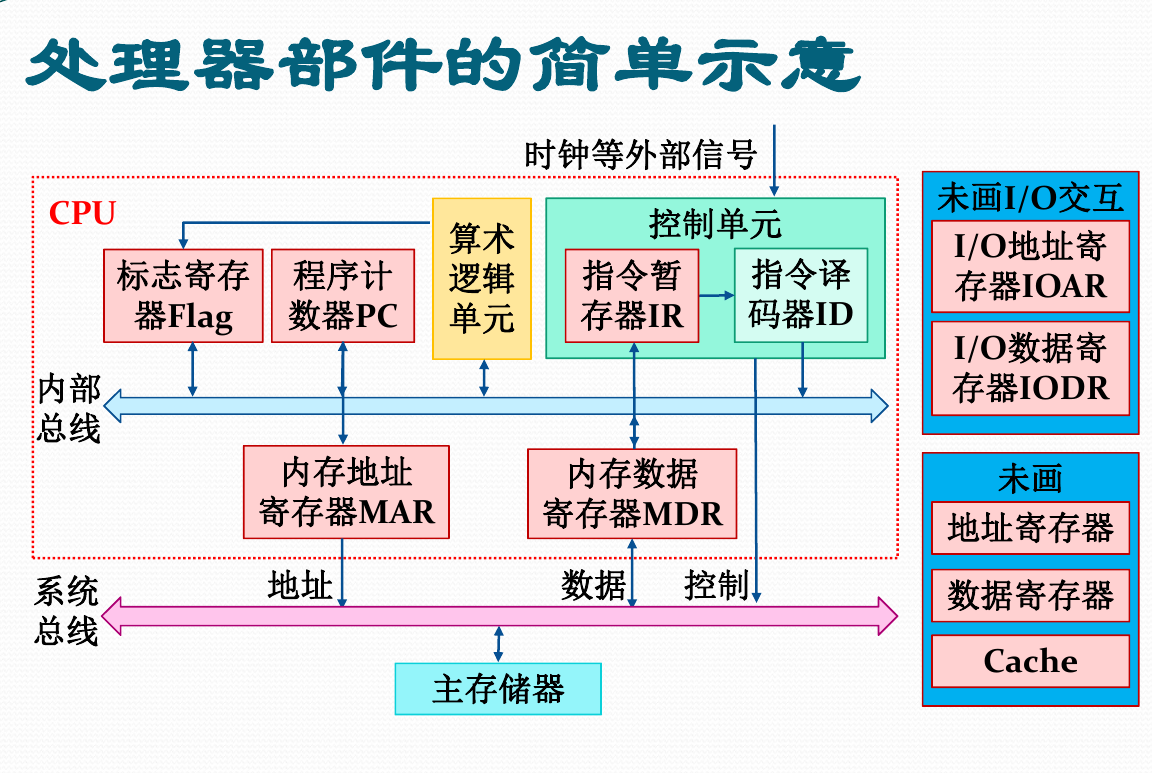 处理器部件的简单示意
时钟等外部信号
CPU
标志寄存
器Flag
程序计
数器PC
算术
逻辑
单元
控制单元
指令暂
存器IR
指令译
码器ID
内部
总线
内存地址
寄存器MAR
内存数据
寄存器MDR
地址
数据
控制
系统
总线
主存储器
未画I/O交互
I/O地址寄
存器IOAR
I/O数据寄
存器IODR
未画
地址寄存器
数据寄存器
Cache